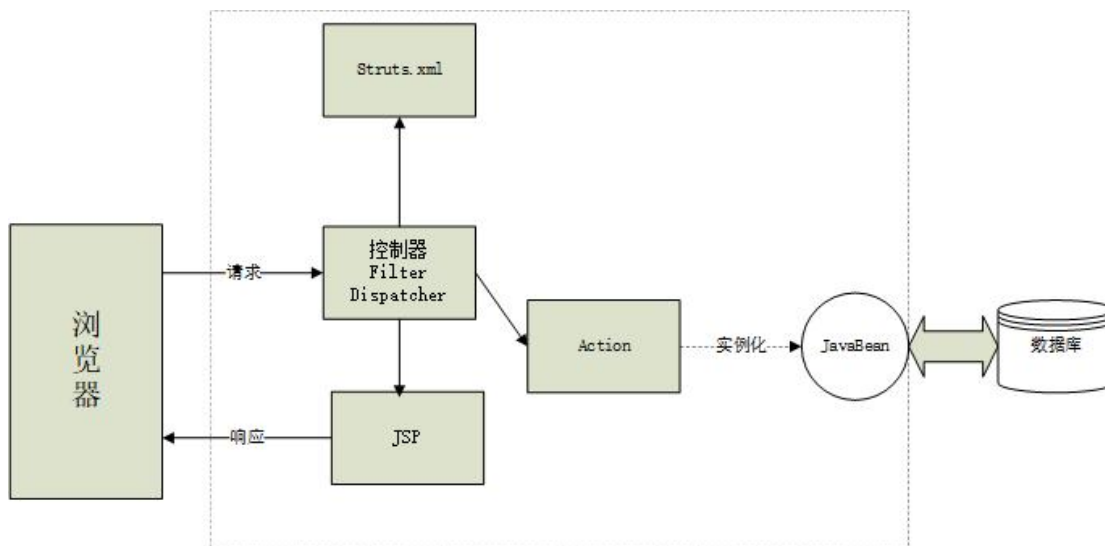 Struts.xml
控制器
Filter
Dispatcher
请求
浏览器
Action
实例化
JavaBean
数据库
响应
JSP